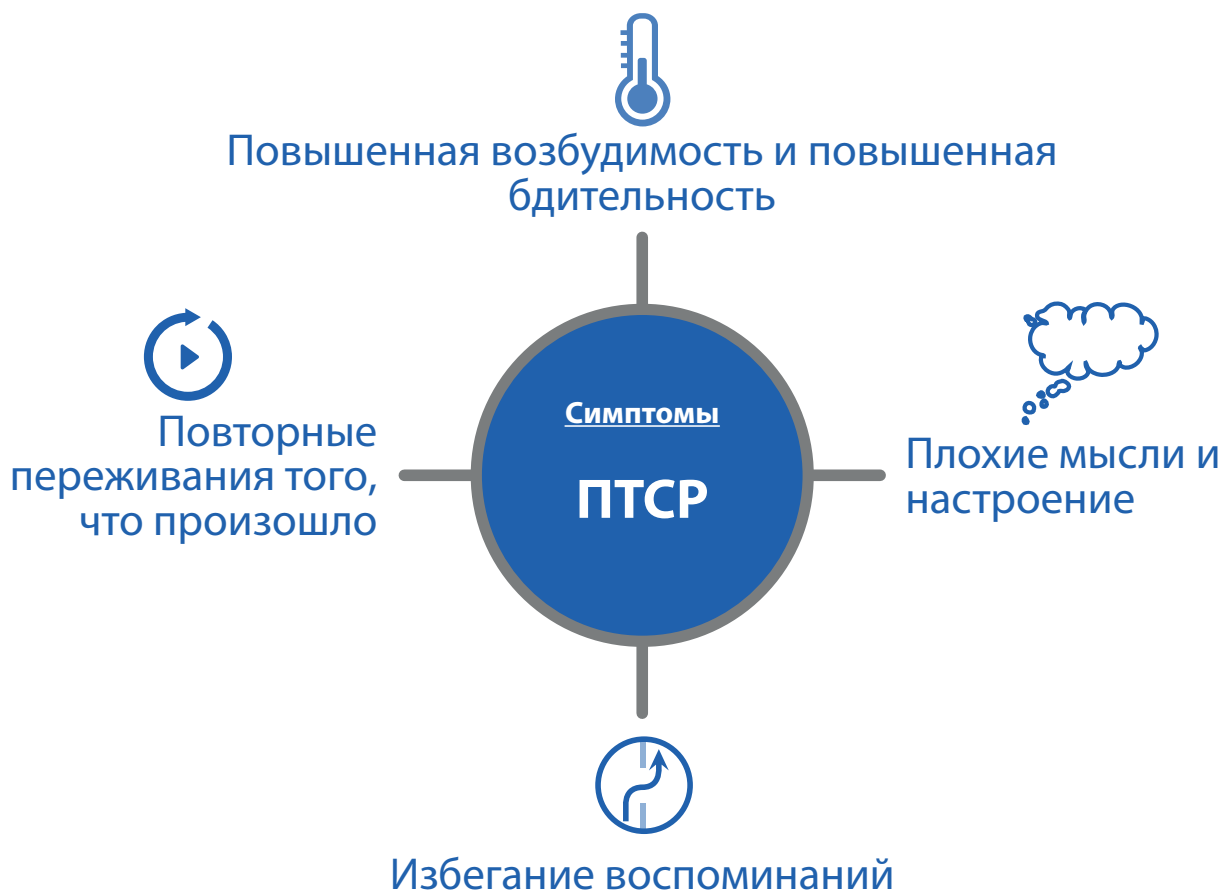 Повышенная возбудимость и повышенная
бдительность
Повторные
переживания того,
что произошло
Симптомы
ПТСР
Плохие мысли и
настроение
Избегание воспоминаний